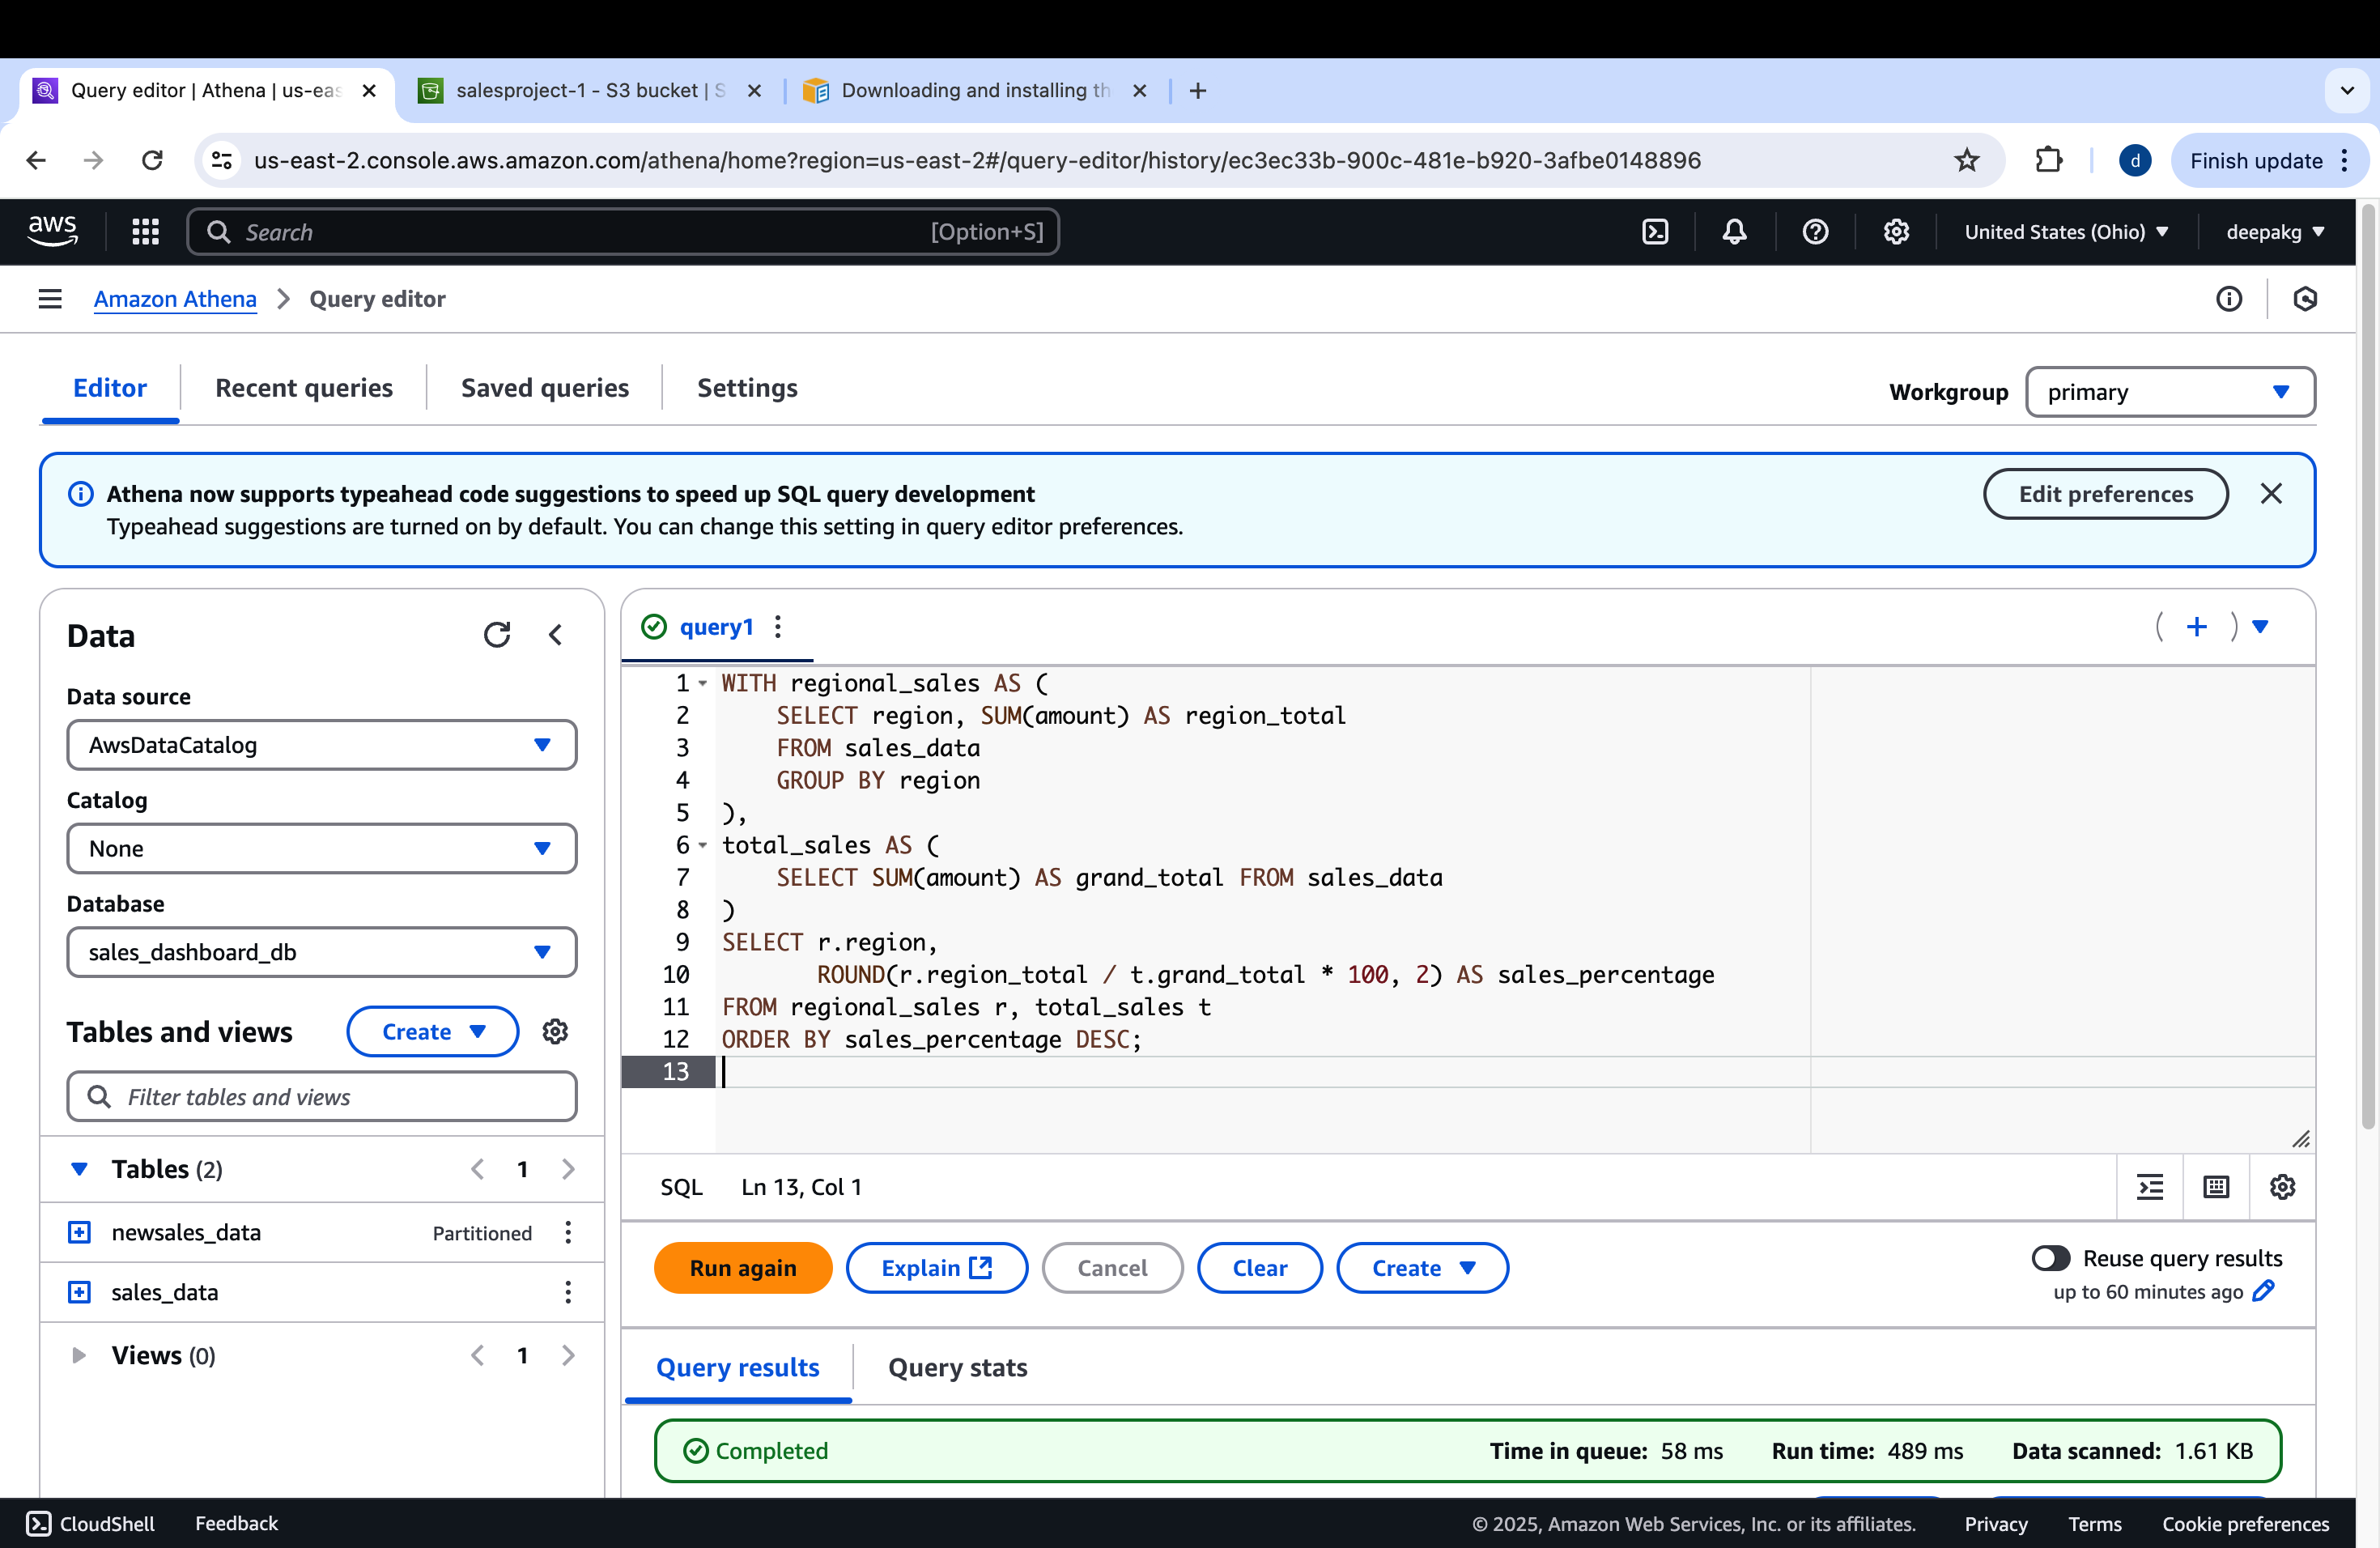 Query editor | Athena | us-eas
salesproject-1 - S3 bucket | S
Downloading and installing th
us-east-2.console.aws.amazon.com/athena/home?region=us-east-2#/query-editor/history/ec3ec33b-900c-481e-b920-3afbe0148896
d
Finish update
aws
Search
[Option+S]
United States (Ohio)
deepakg
Amazon Athena
Query editor
Editor
Recent queries
Saved queries
Settings
Workgroup
primary
Athena now supports typeahead code suggestions to speed up SQL query development
Typeahead suggestions are turned on by default. You can change this setting in query editor preferences.
Edit preferences
Data
Data source
AwsDataCatalog
Catalog
None
Database
sales_dashboard_db
Tables and views
Create
Filter tables and views
Tables (2)
1
newsales_data
Partitioned
sales_data
Views (0)
1
query1
1 WITH regional_sales AS (
2 SELECT region, SUM(amount) AS region_total
3 FROM sales_data
4 GROUP BY region
5 ),
6 total_sales AS (
7 SELECT SUM(amount) AS grand_total FROM sales_data
8 )
9 SELECT r.region,
10 ROUND(r.region_total / t.grand_total * 100, 2) AS sales_percentage
11 FROM regional_sales r, total_sales t
12 ORDER BY sales_percentage DESC;
13
SQL
Ln 13, Col 1
Run again
Explain
Cancel
Clear
Create
Reuse query results
up to 60 minutes ago
Query results
Query stats
Completed
Time in queue: 58 ms
Run time: 489 ms
Data scanned: 1.61 KB
CloudShell
Feedback
© 2025, Amazon Web Services, Inc. or its affiliates.
Privacy
Terms
Cookie preferences